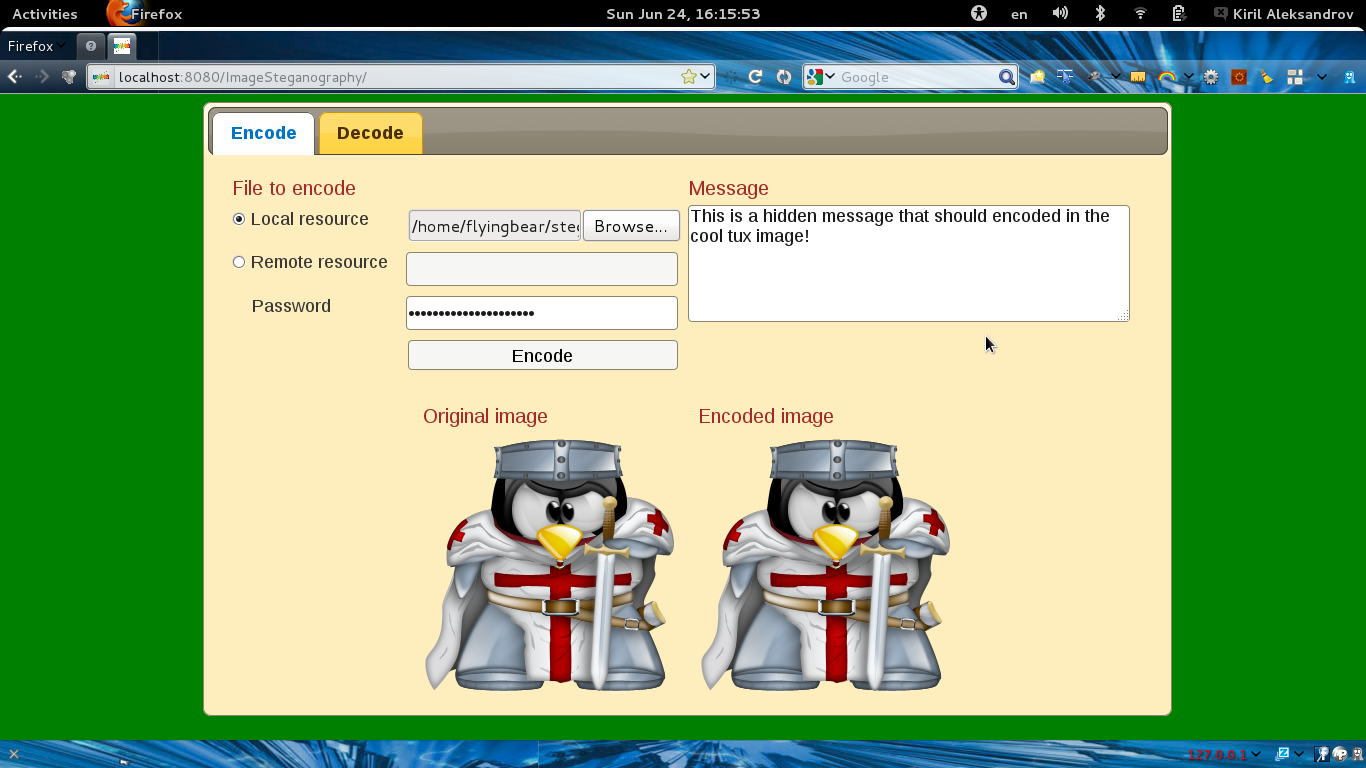 Activities Firefox Sun Jun 24, 16:15:53 en Kiril Aleksandrov
Firefox
localhost:8080/ImageSteganography/ Google
Encode Decode
File to encode Message
Local resource /home/flyingbear/steg Browse... This is a hidden message that should encoded in the
cool tux image!
Remote resource
Password
Encode
Original image Encoded image
127.0.0.1